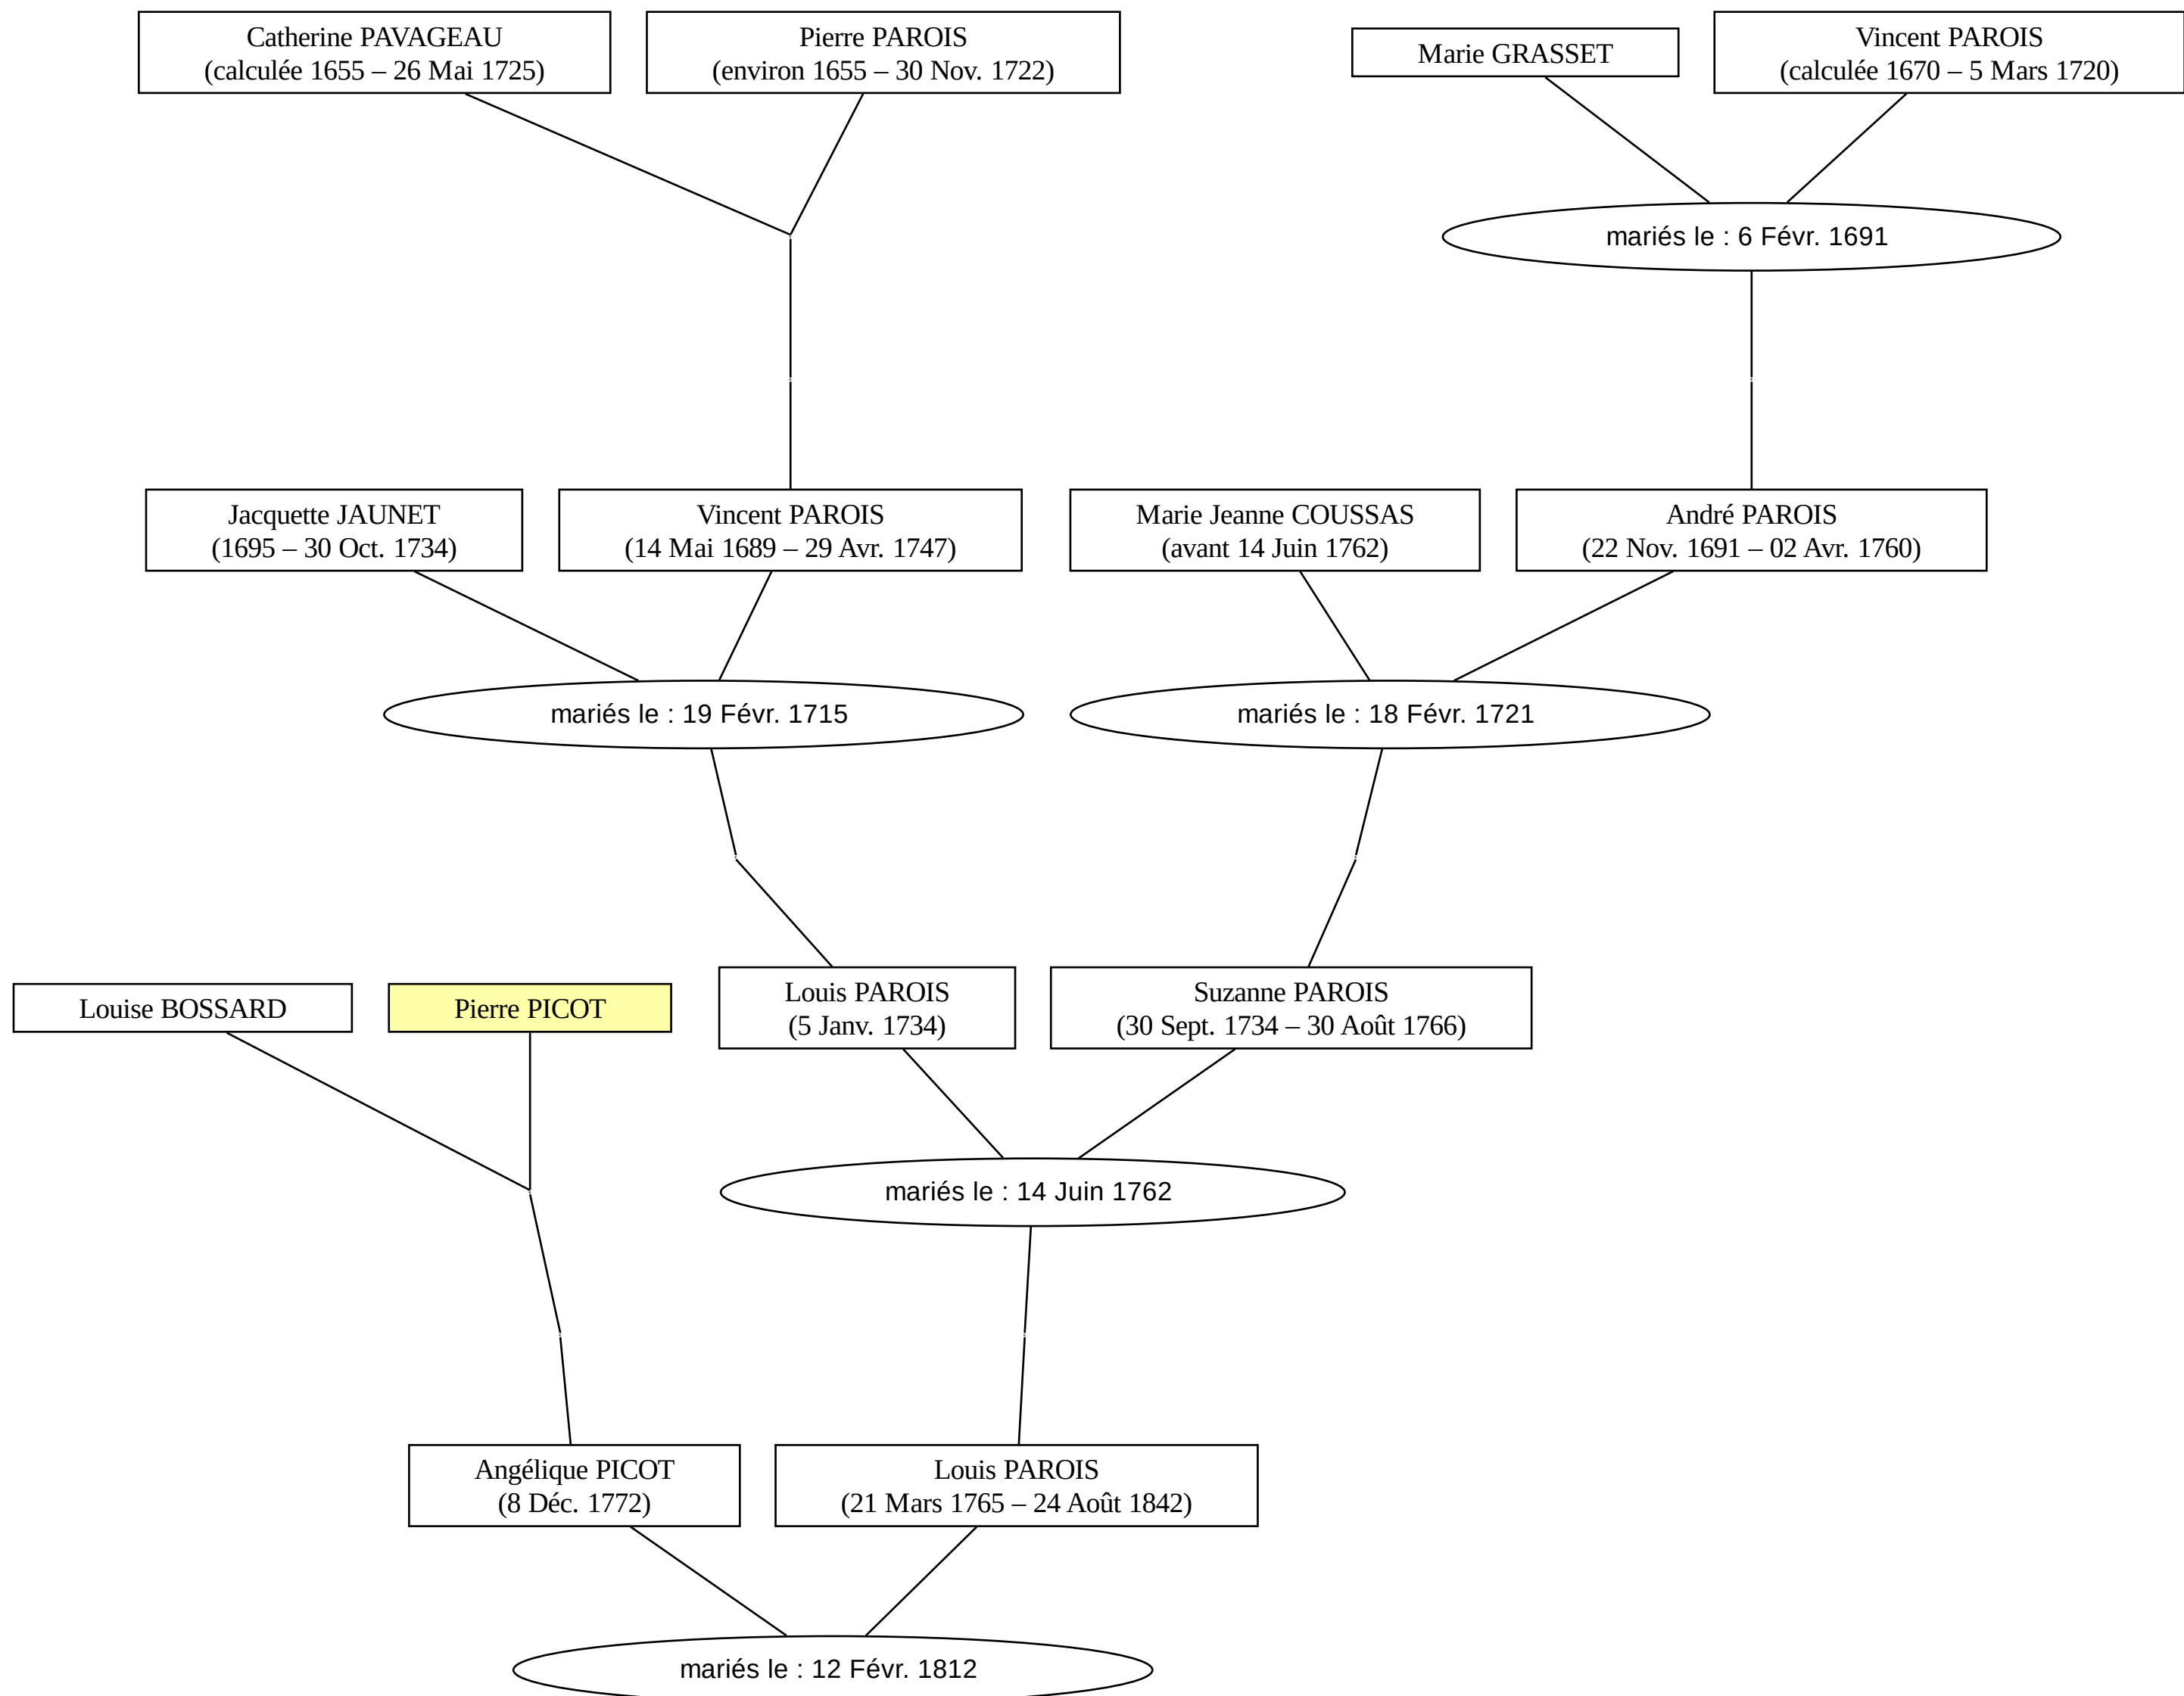 Catherine PAVAGEAU
(calculée 1655 – 26 Mai 1725)
Pierre PAROIS
(environ 1655 – 30 Nov. 1722)
Marie GRASSET
Vincent PAROIS
(calculée 1670 – 5 Mars 1720)
mariés le : 6 Févr. 1691
Jacquette JAUNET
(1695 – 30 Oct. 1734)
Vincent PAROIS
(14 Mai 1689 – 29 Avr. 1747)
Marie Jeanne COUSSAS
(avant 14 Juin 1762)
André PAROIS
(22 Nov. 1691 – 02 Avr. 1760)
mariés le : 19 Févr. 1715
mariés le : 18 Févr. 1721
Louise BOSSARD
Pierre PICOT
Louis PAROIS
(5 Janv. 1734)
Suzanne PAROIS
(30 Sept. 1734 – 30 Août 1766)
mariés le : 14 Juin 1762
Angélique PICOT
(8 Déc. 1772)
Louis PAROIS
(21 Mars 1765 – 24 Août 1842)
mariés le : 12 Févr. 1812